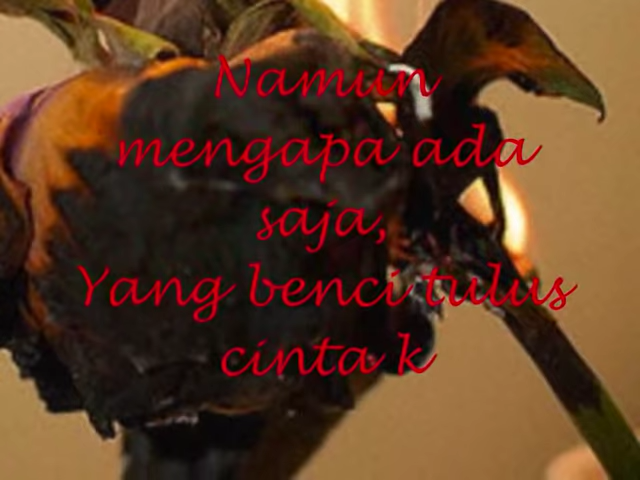 Namun
mengapa ada
saja,
Yang benci tulus
cinta k